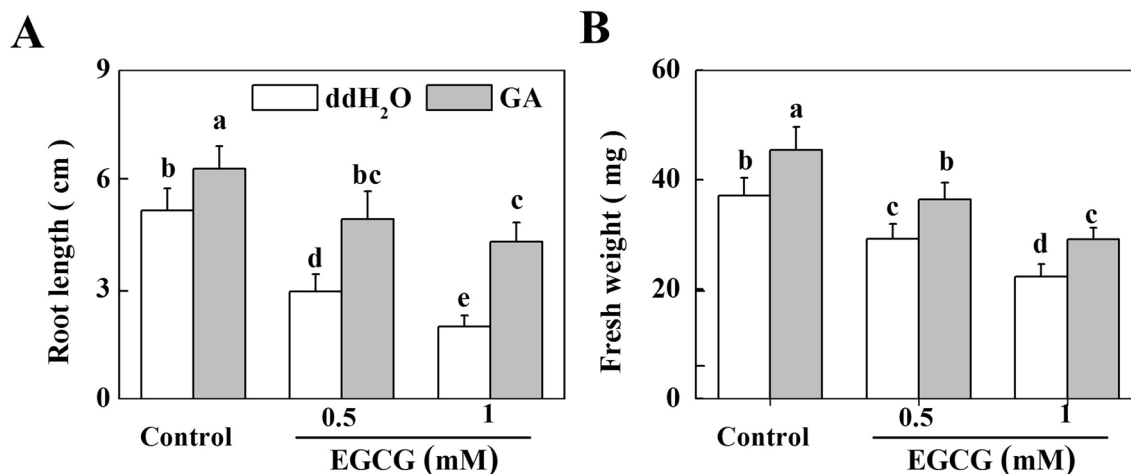 A
Root length ( cm )
9
6
3
0
ddH₂O
GA
b
a
d
bc
e
c
Control
0.5
1
EGCG (mM)
B
Fresh weight ( mg )
60
40
20
0
b
a
c
b
d
c
Control
0.5
1
EGCG (mM)